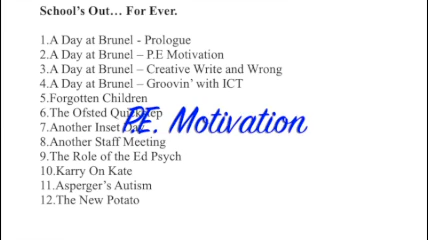 School's Out… For Ever.
1.A Day at Brunel - Prologue
2.A Day at Brunel – P.E Motivation
3.A Day at Brunel – Creative Write and Wrong
4.A Day at Brunel – Groovin' with ICT
5.Forgotten Children
6.The Ofsted Quickstep
7.Another Inset Day
P.E. Motivation
8.Another Staff Meeting
9.The Role of the Ed Psych
10.Karry On Kate
11.Asperger's Autism
12.The New Potato